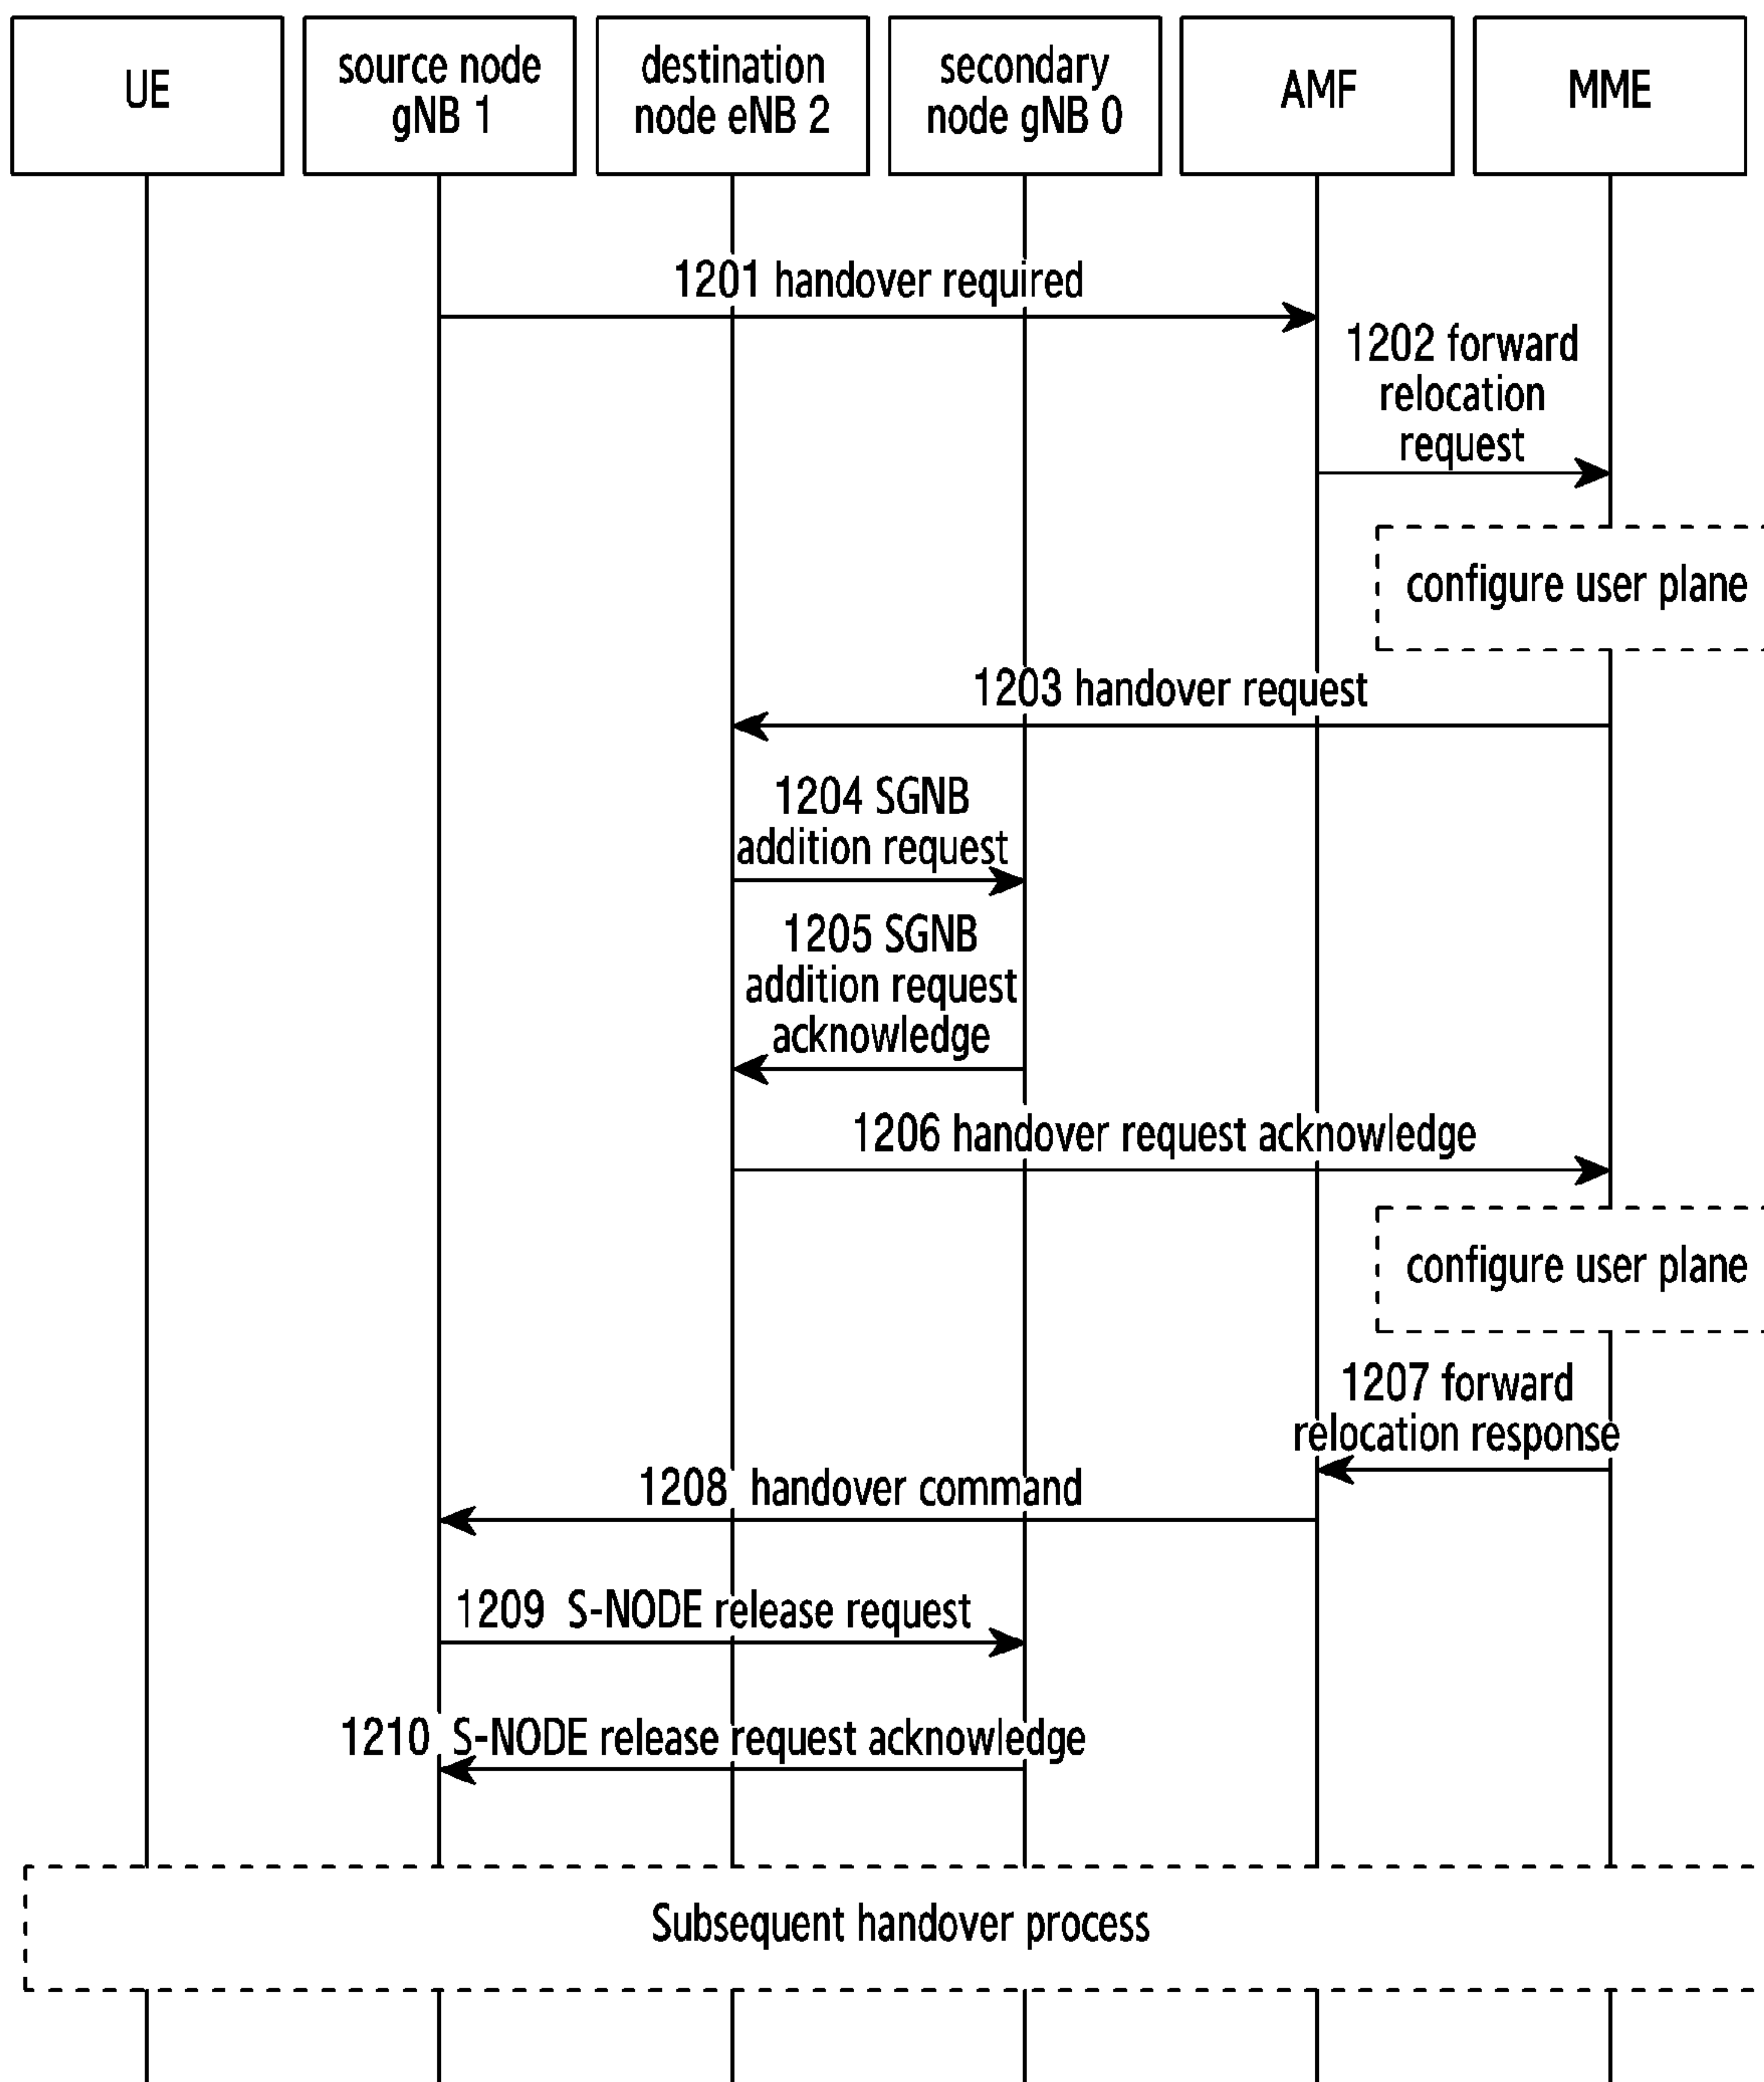 UE
source node
gNB 1
destination
node eNB 2
secondary
node gNB 0
AMF
MME
1201 handover required
1202 forward
relocation
request
configure user plane
1203 handover request
1204 SGNB
addition request
1205 SGNB
addition request
acknowledge
1206 handover request acknowledge
configure user plane
1207 forward
relocation response
1208 handover command
1209 S-NODE release request
1210 S-NODE release request acknowledge
Subsequent handover process